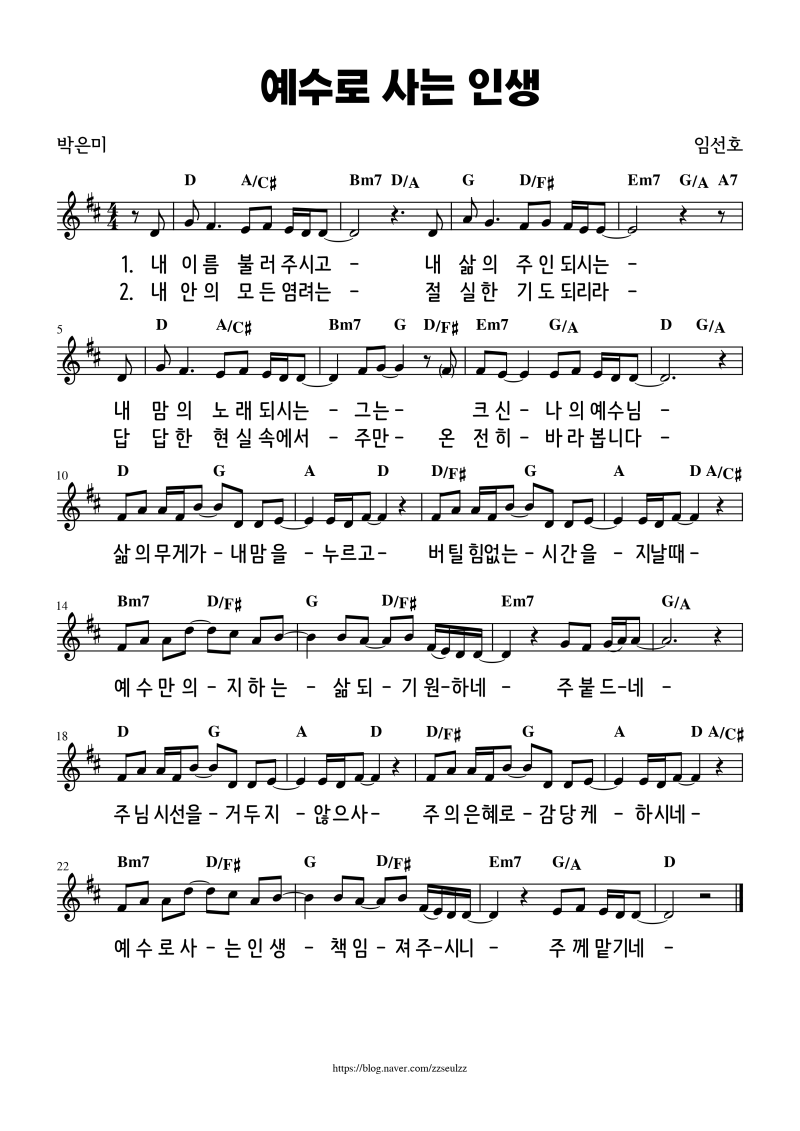 예수로 사는 인생
박은미 임선호
D A/C♯ Bm7 D/A G D/F♯ Em7 G/A A7
1. 내 이 름 불 러 주시고 - 내 삶 의 주 인 되시는 -
2. 내 안 의 모 든 염려는 - 절 실 한 기 도 되리라 -
5 D A/C♯ Bm7 G D/F♯ Em7 G/A D G/A
내 맘 의 노 래 되시는 - 그는 - 크 신 - 나 의 예수님 -
답 답 한 현 실 속에서 - 주만 - 온 전 히 - 바 라 봅니다 -
10 D G A D D/F♯ G A D A/C♯
삶 의 무게가 - 내 맘 을 - 누르고 - 버 틸 힘없는 - 시 간 을 - 지날때 -
14 Bm7 D/F♯ G D/F♯ Em7 G/A
예 수 만 의 - 지 하 는 - 삶 되 - 기 원-하네 - 주 붙 드-네 -
18 D G A D D/F♯ G A D A/C♯
주 님 시선을 - 거 두 지 - 않으사 - 주 의 은혜로 - 감 당 케 - 하시네 -
22 Bm7 D/F♯ G D/F♯ Em7 G/A D
예 수 로 사 - 는 인 생 - 책 임 - 져 주-시니 - 주 께 맡기네 -
https://blog.naver.com/zzseulzz